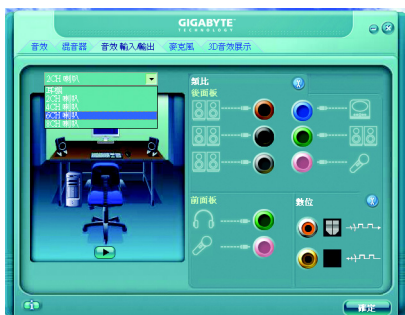 GIGABYTE
TECHNOLOGY
音效 混音器 音效輸入/輸出 麥克風 3D音效展示
2CH 喇叭
耳機
2CH 喇叭
4CH 喇叭
6CH 喇叭
8CH 喇叭
類比
後面板
前面板
數位
確定